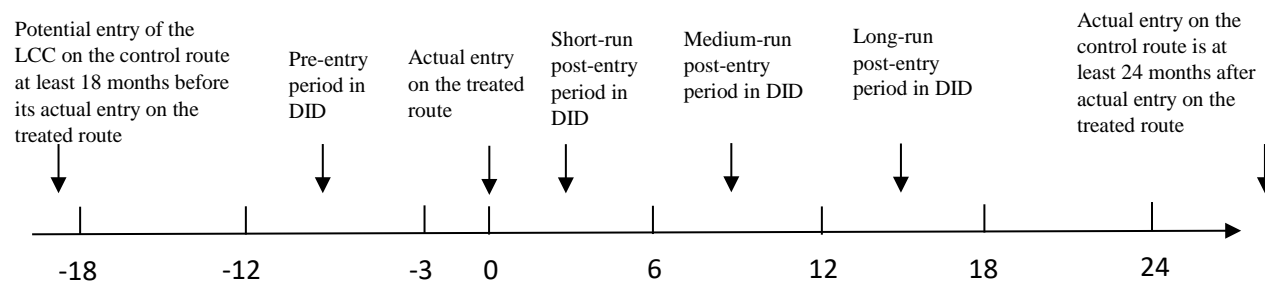 Potential entry of the
LCC on the control route
at least 18 months before
its actual entry on the
treated route
Pre-entry
period in
DID
Actual entry
on the treated
route
Short-run
post-entry
period in
DID
Medium-run
post-entry
period in DID
Long-run
post-entry
period in DID
Actual entry on the
control route is at
least 24 months after
actual entry on the
treated route
-18 -12 -3 0 6 12 18 24